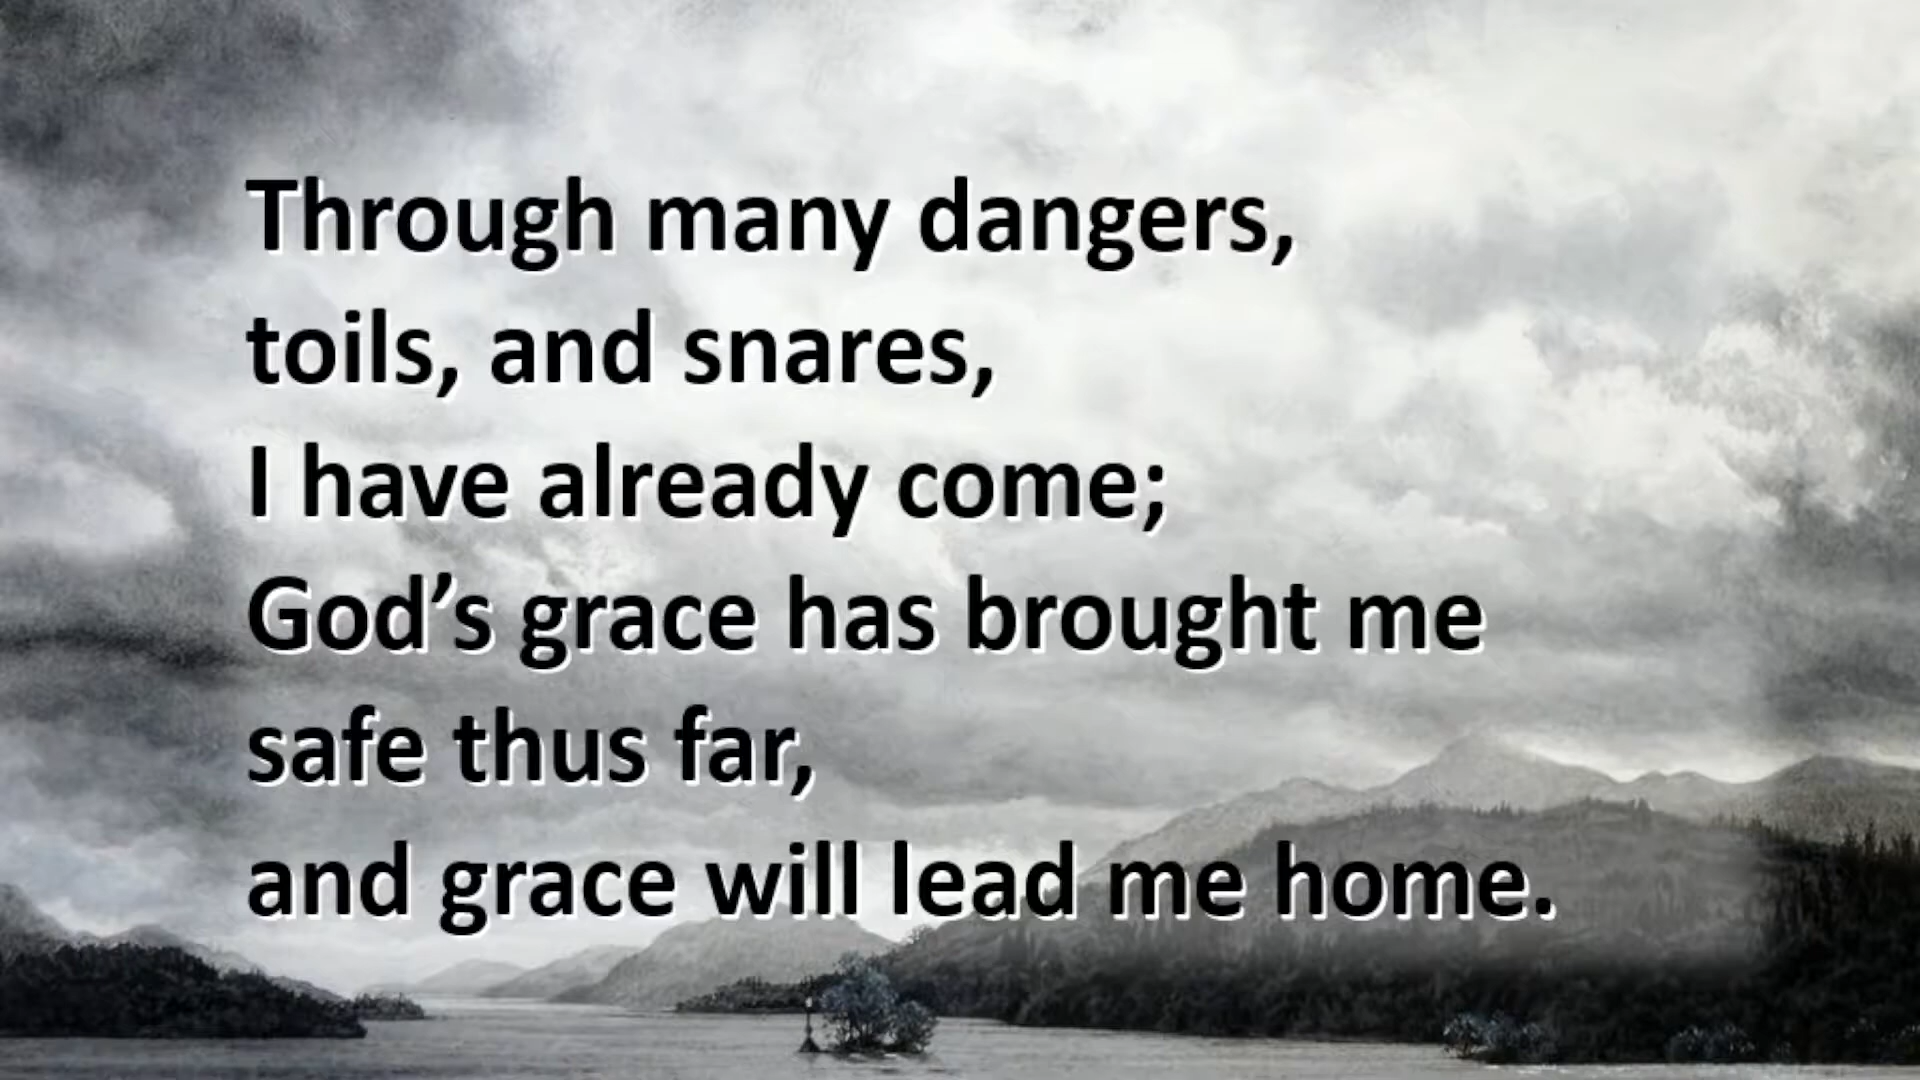 Through many dangers,
toils, and snares,
I have already come;
God’s grace has brought me
safe thus far,
and grace will lead me home.